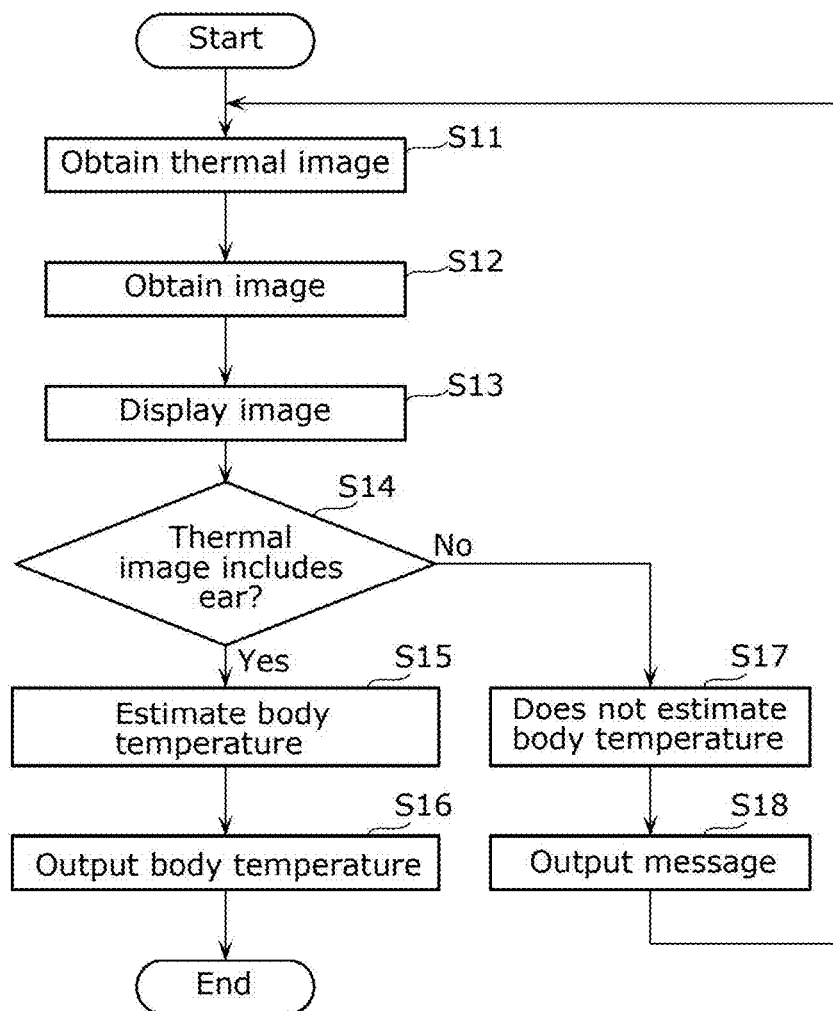 Start
S11
Obtain thermal image
S12
Obtain image
S13
Display image
S14
Thermal
image includes
ear?
No
Yes
S15
Estimate body
temperature
S17
Does not estimate
body temperature
S16
Output body temperature
S18
Output message
End